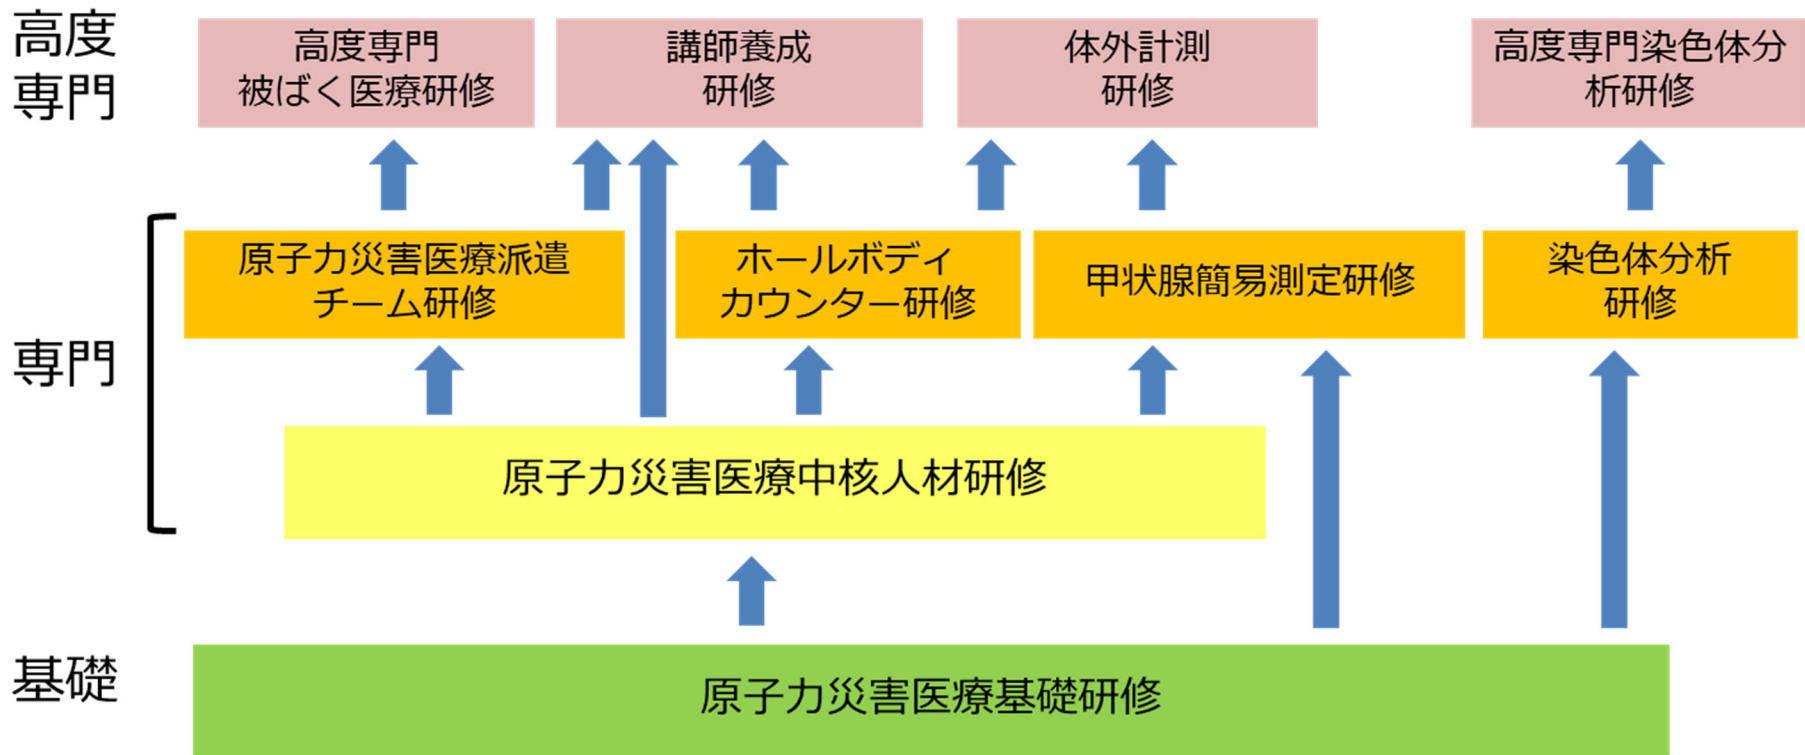 高度
専門
高度専門
被ばく医療研修
講師養成
研修
体外計測
研修
高度専門染色体分
析研修
専門
原子力災害医療派遣
チーム研修
ホールボディ
カウンター研修
甲状腺簡易測定研修
染色体分析
研修
原子力災害医療中核人材研修
基礎
原子力災害医療基礎研修